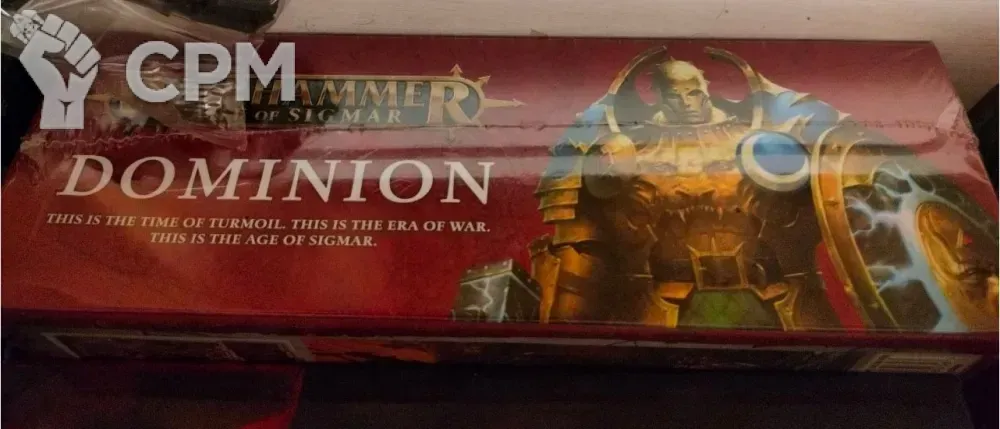 CPM
HAMMER
OF SIGMAR
DOMINION
THIS IS THE TIME OF TURMOIL. THIS IS THE ERA OF WAR.
THIS IS THE AGE OF SIGMAR.